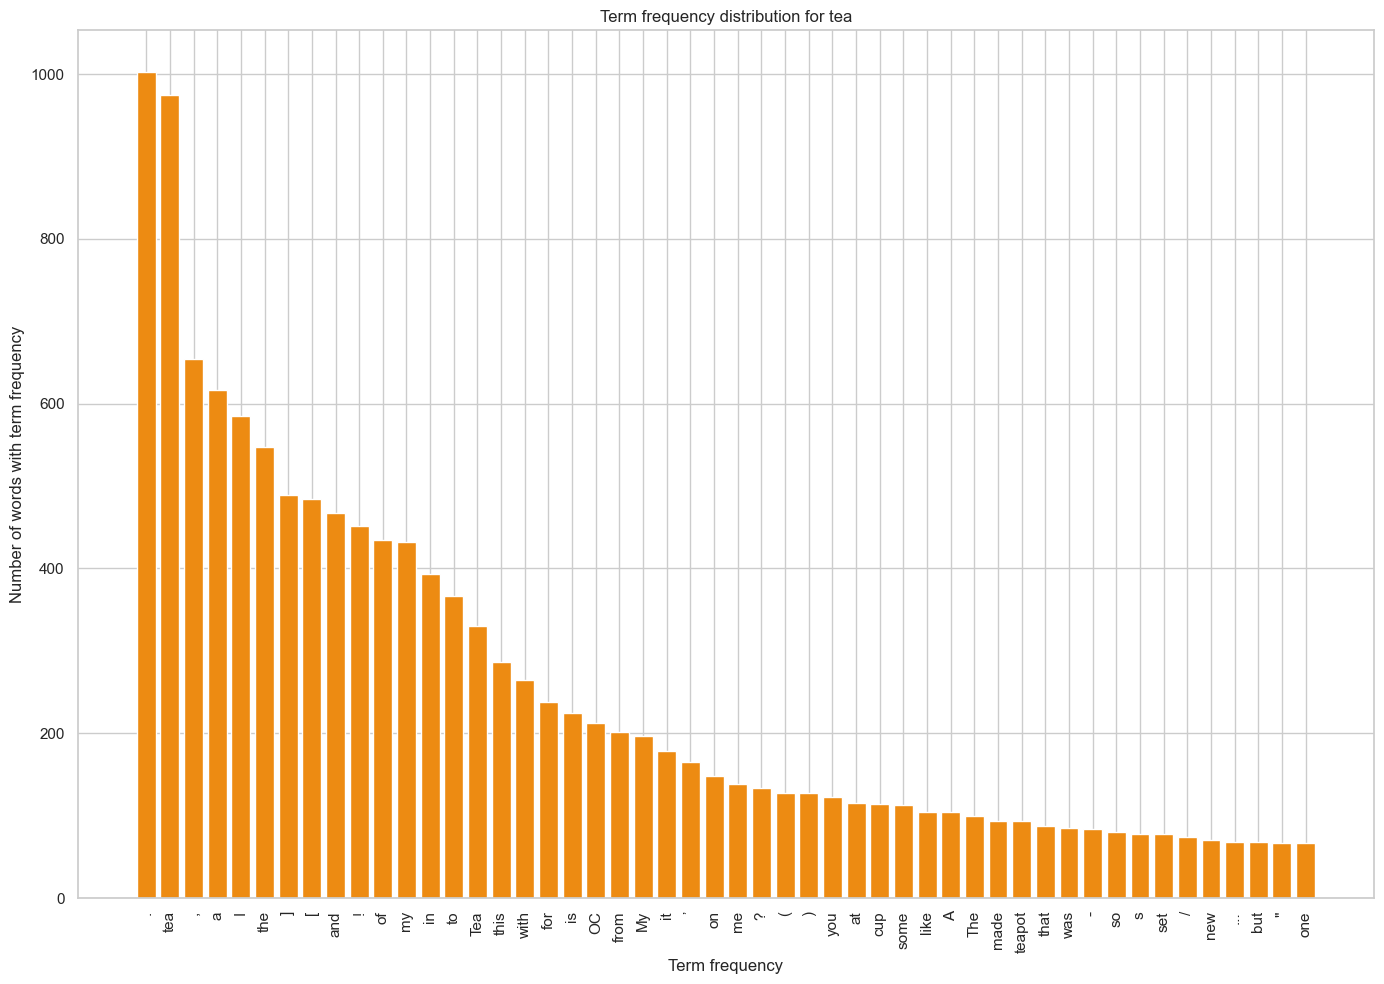 Term frequency distribution for tea
Number of words with term frequency
1000
800
600
400
200
0
. tea , a I the ] [ and ! of my in to Tea this with for is OC from My it ' on me ? ( ) you at cup some like A The made teapot that was - so s set / new ... but " one
Term frequency